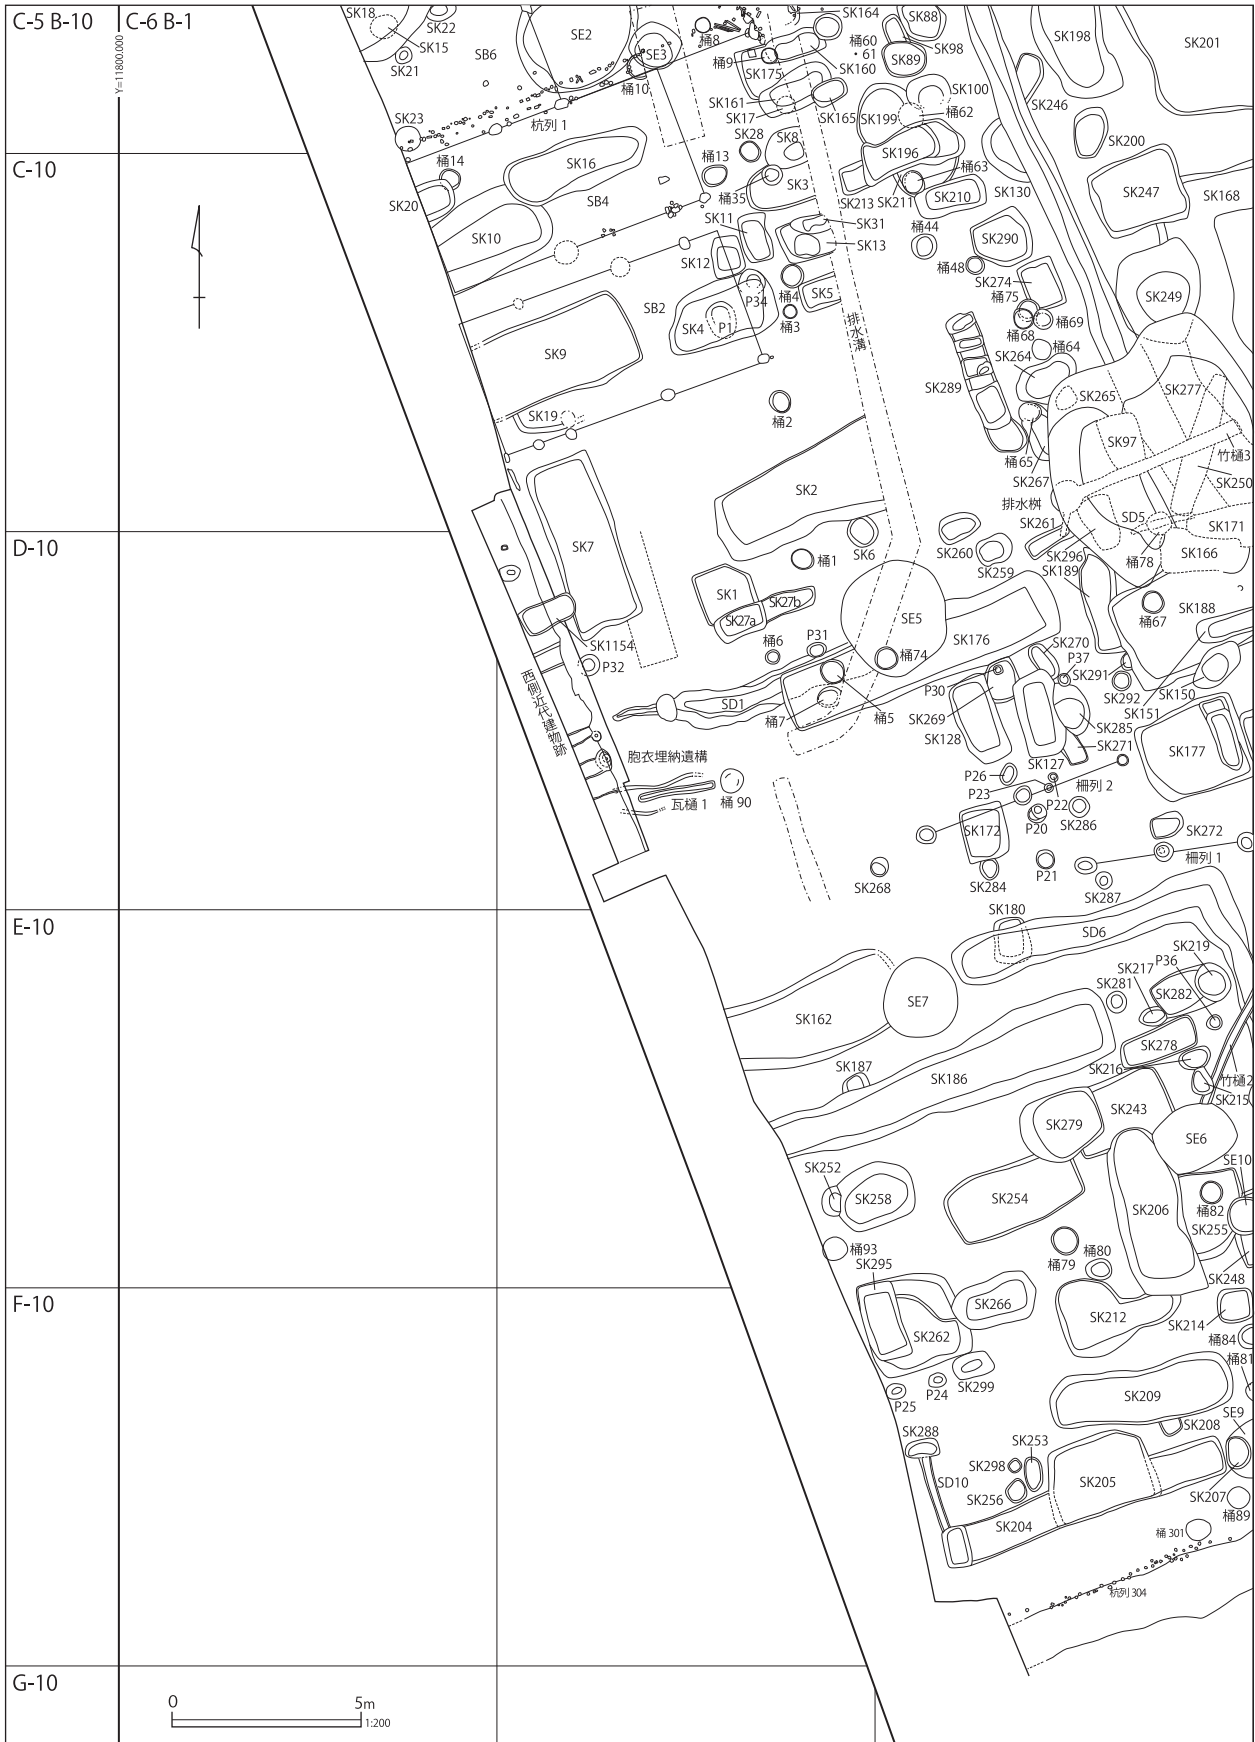 C-5 B-10
C-6 B-1
Y=11800.000
SK18
SK22
SK15
SK21
SB6
SE2
SE3
桶8
桶10
杭列 1
SK23
桶9
SK175
SK164
SK160
SK161
SK17
SK165
桶60
・61
SK88
SK98
SK89
SK100
SK199
桶62
SK198
SK201
SK246
SK200
C-10
SK16
桶14
SK20
SB4
SK10
SK28
SK8
桶13
桶35
SK3
SK196
桶63
SK213
SK211
SK210
SK130
SK247
SK168
SK11
SK31
SK13
SK12
桶44
SK290
桶48
SK274
桶75
SK249
P34
桶4
SK5
桶3
SB2
SK4
P1
排水溝
桶69
桶68
桶64
SK264
SK9
SK289
SK265
SK277
SK19
桶2
SK97
桶65
SK267
竹樋3
SK250
SK2
排水桝
SD5
SK171
SK261
SK296
桶78
SK166
SK189
D-10
SK7
SK6
SK260
SK259
桶1
SK1
SK27b
SK27a
SE5
SK176
桶67
SK188
SK1154
P32
桶6
P31
桶74
SK270
P37
SK291
SK292
SK150
SK151
P30
SK269
SK128
SK285
SK271
SK177
SD1
桶7
桶5
西側近代建物跡
胞衣埋納遺構
瓦樋 1
桶 90
SK127
P26
P23
P22
柵列 2
SK172
P20
SK286
SK272
柵列 1
SK268
SK284
P21
SK287
E-10
SK180
SD6
SK219
P36
SK217
SK281
SK282
SK162
SE7
SK278
SK216
竹樋2
SK215
SK187
SK186
SK243
SK279
SE6
SE10
SK252
SK258
SK254
SK206
桶82
SK255
桶93
桶79
桶80
SK248
F-10
SK295
SK266
SK262
SK212
SK214
桶84
桶81
SK299
P24
P25
SK209
SK208
SE9
SK288
SK253
SK298
SD10
SK256
SK205
SK207
桶89
SK204
桶 301
杭列 304
G-10
0
5m
1:200